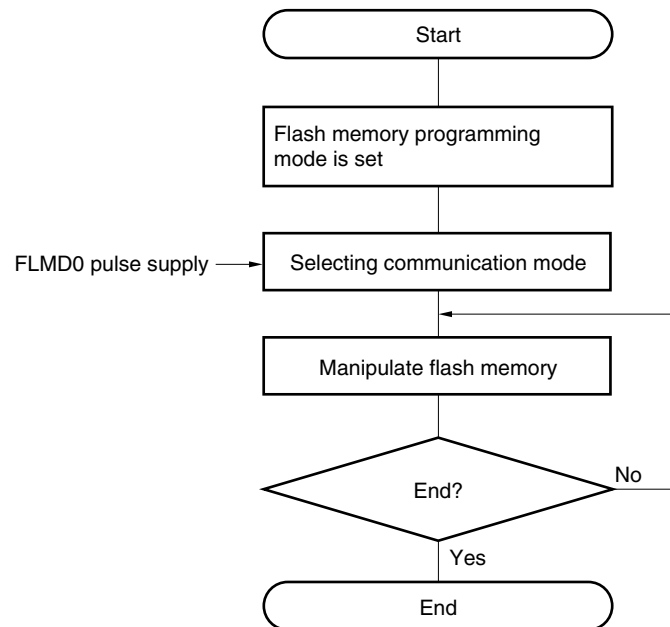 Start
Flash memory programming
mode is set
FLMD0 pulse supply
Selecting communication mode
Manipulate flash memory
End?
No
Yes
End